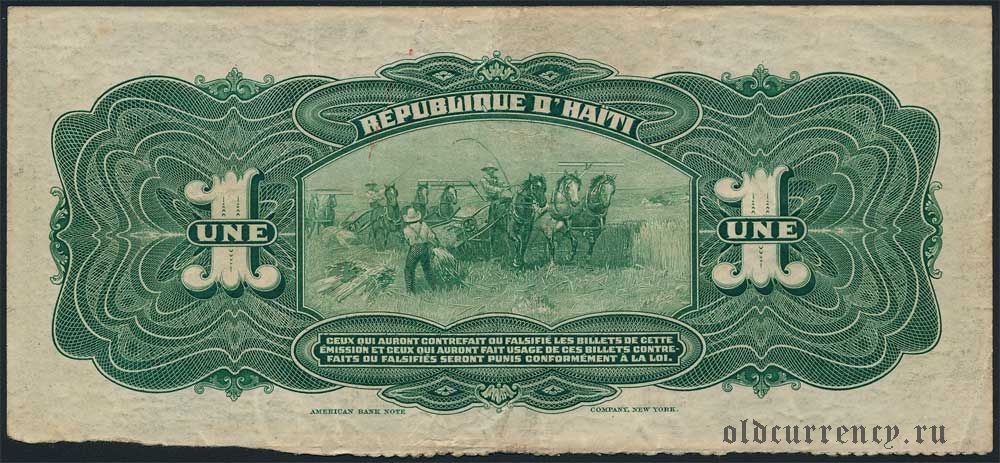 RÉPUBLIQUE D'HAÏTI
1
UNE
1
UNE
CEUX QUI AURONT CONTREFAIT OU FALSIFIÉ LES BILLETS DE CETTE
ÉMISSION ET CEUX QUI AURONT FAIT USAGE DE CES BILLETS CONTRE-
FAITS OU FALSIFIÉS SERONT PUNIS CONFORMÉMENT À LA LOI.
AMERICAN BANK NOTE COMPANY, NEW YORK.
oldcurrency.ru